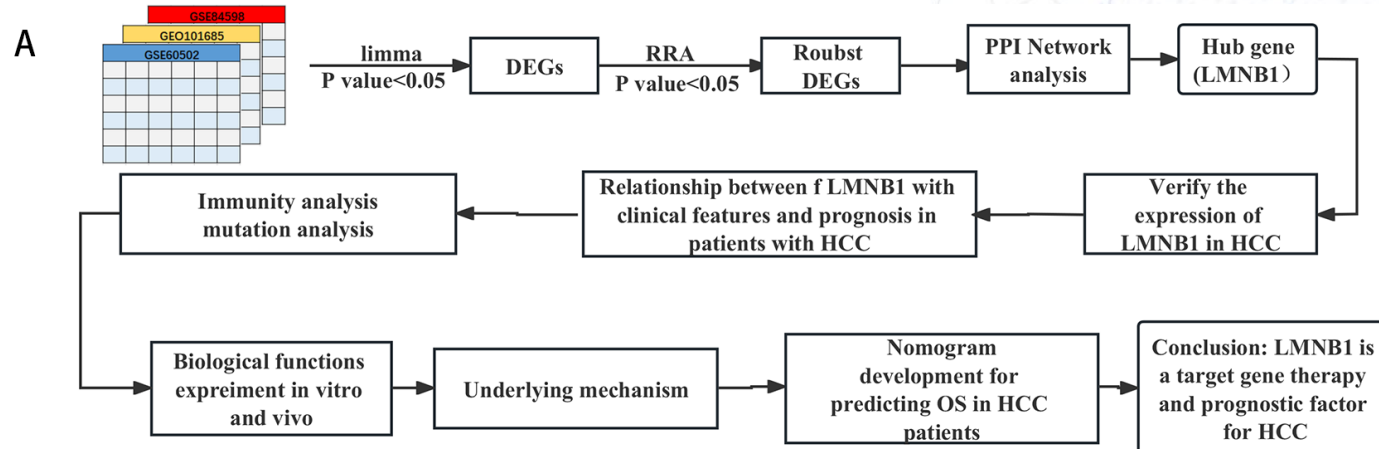 A
GSE84598
GEO101685
GSE60502
limma
P value<0.05
DEGs
RRA
P value<0.05
Roubst
DEGs
PPI Network
analysis
Hub gene
(LMNB1）
Verify the
expression of
LMNB1 in HCC
Relationship between f LMNB1 with
clinical features and prognosis in
patients with HCC
Immunity analysis
mutation analysis
Biological functions
expreiment in vitro
and vivo
Underlying mechanism
Nomogram
development for
predicting OS in HCC
patients
Conclusion: LMNB1 is
a target gene therapy
and prognostic factor
for HCC